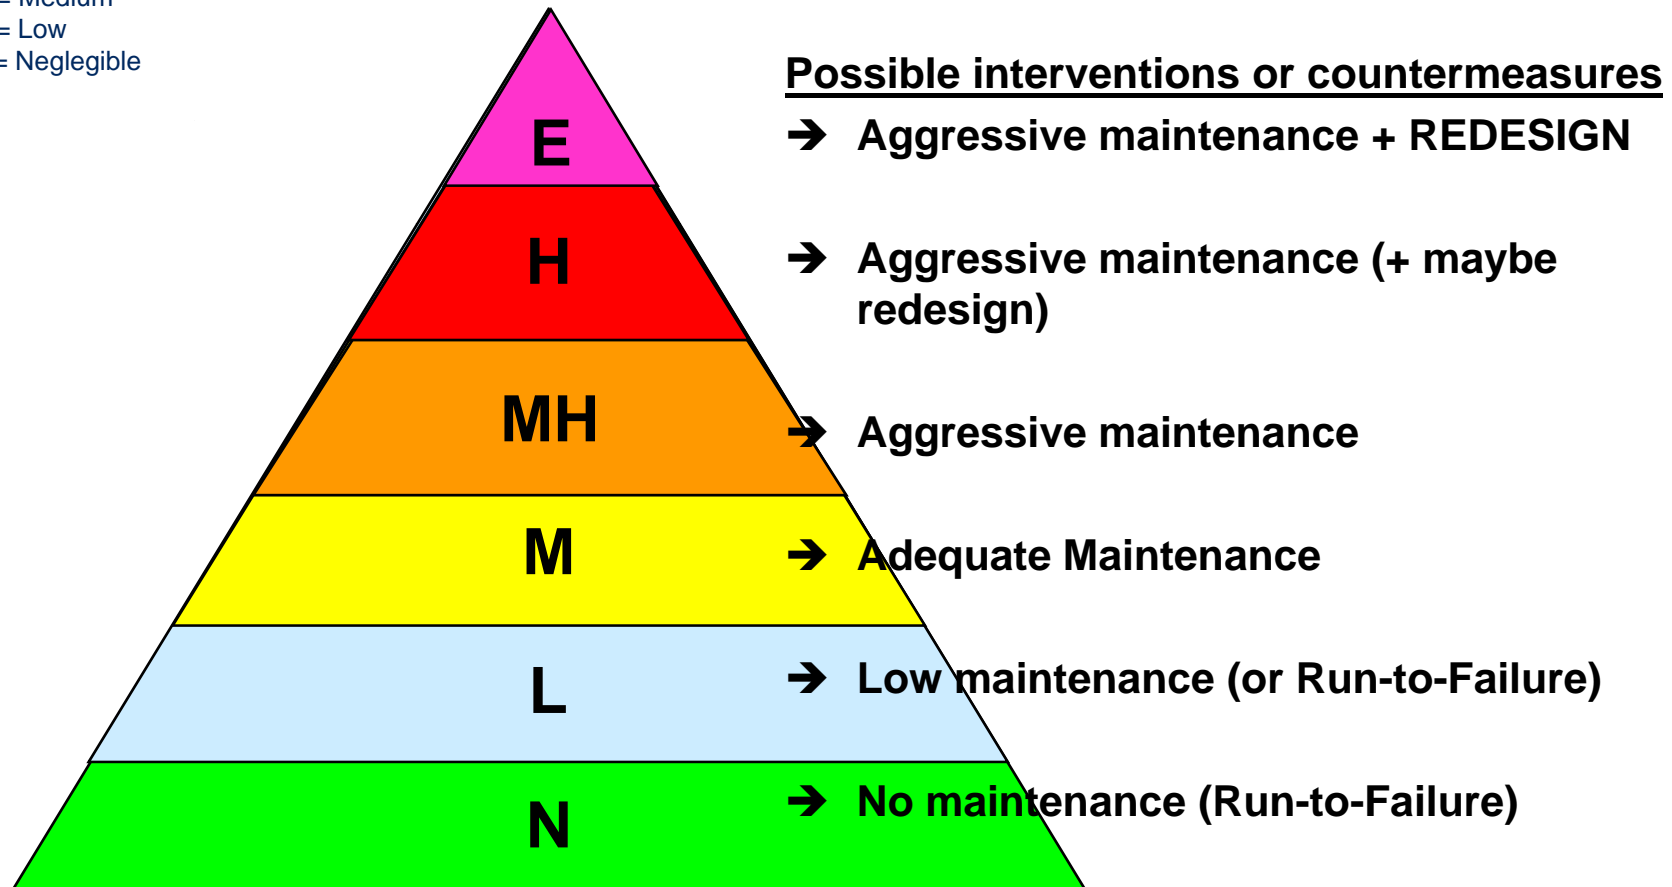 = Medium
= Low
= Neglegible
Possible interventions or countermeasures
E
➔ Aggressive maintenance + REDESIGN
H
➔ Aggressive maintenance (+ maybe
redesign)
MH
➔ Aggressive maintenance
M
➔ Adequate Maintenance
L
➔ Low maintenance (or Run-to-Failure)
N
➔ No maintenance (Run-to-Failure)